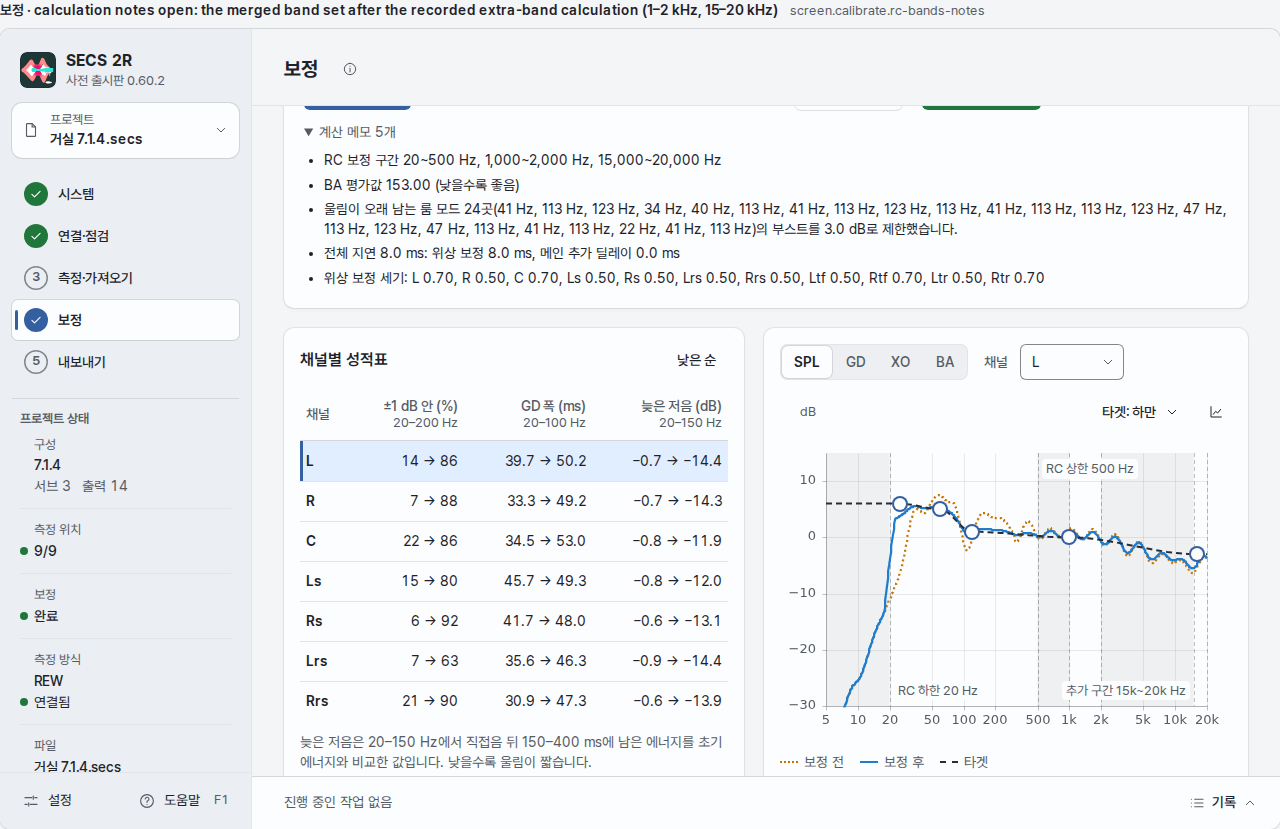 보정 · calculation notes open: the merged band set after the recorded extra-band calculation (1–2 kHz, 15–20 kHz) screen.calibrate.rc-bands-notes
SECS 2R
사전 출시판 0.60.2
프로젝트
거실 7.1.4.secs
시스템
연결·점검
3 측정·가져오기
보정
5 내보내기
프로젝트 상태
구성
7.1.4
서브 3 출력 14
측정 위치
9/9
보정
완료
측정 방식
REW
연결됨
파일
거실 7.1.4.secs
설정 도움말 F1
보정
▼ 계산 메모 5개
• RC 보정 구간 20~500 Hz, 1,000~2,000 Hz, 15,000~20,000 Hz
• BA 평가값 153.00 (낮을수록 좋음)
• 울림이 오래 남는 룸 모드 24곳(41 Hz, 113 Hz, 123 Hz, 34 Hz, 40 Hz, 113 Hz, 41 Hz, 113 Hz, 123 Hz, 113 Hz, 41 Hz, 113 Hz, 113 Hz, 123 Hz, 47 Hz,
113 Hz, 123 Hz, 47 Hz, 113 Hz, 41 Hz, 113 Hz, 22 Hz, 41 Hz, 113 Hz)의 부스트를 3.0 dB로 제한했습니다.
• 전체 지연 8.0 ms: 위상 보정 8.0 ms, 메인 추가 딜레이 0.0 ms
• 위상 보정 세기: L 0.70, R 0.50, C 0.70, Ls 0.50, Rs 0.50, Lrs 0.50, Rrs 0.50, Ltf 0.50, Rtf 0.70, Ltr 0.50, Rtr 0.70
채널별 성적표 낮은 순
채널 ±1 dB 안 (%) GD 폭 (ms) 늦은 저음 (dB)
20–200 Hz 20–100 Hz 20–150 Hz
L 14 → 86 39.7 → 50.2 −0.7 → −14.4
R 7 → 88 33.3 → 49.2 −0.7 → −14.3
C 22 → 86 34.5 → 53.0 −0.8 → −11.9
Ls 15 → 80 45.7 → 49.3 −0.8 → −12.0
Rs 6 → 92 41.7 → 48.0 −0.6 → −13.1
Lrs 7 → 63 35.6 → 46.3 −0.9 → −14.4
Rrs 21 → 90 30.9 → 47.3 −0.6 → −13.9
늦은 저음은 20–150 Hz에서 직접음 뒤 150–400 ms에 남은 에너지를 초기
에너지와 비교한 값입니다. 낮을수록 울림이 짧습니다.
SPL GD XO BA 채널 L
dB 타겟: 하만
RC 상한 500 Hz
10
0
−10
−20
−30
RC 하한 20 Hz 추가 구간 15k~20k Hz
5 10 20 50 100 200 500 1k 2k 5k 10k 20k
보정 전 보정 후 타겟
진행 중인 작업 없음 기록